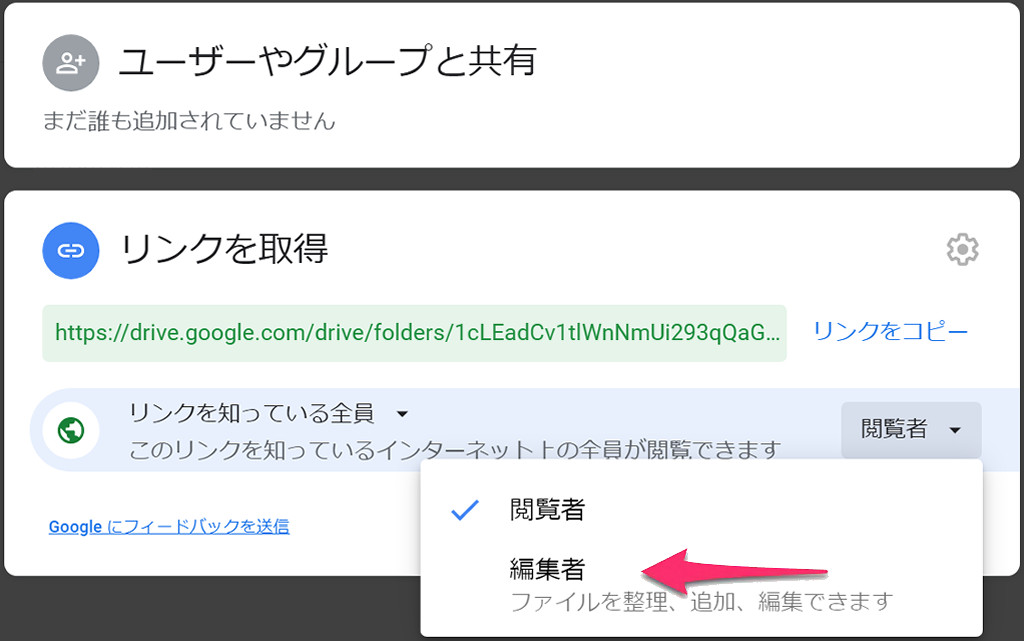 ユーザーやグループと共有
まだ誰も追加されていません
リンクを取得
https://drive.google.com/drive/folders/1cLEadCv1tlWnNmUi293qQaG...
リンクをコピー
リンクを知っている全員
このリンクを知っているインターネット上の全員が閲覧できます
閲覧者
Google にフィードバックを送信
閲覧者
編集者
ファイルを整理、追加、編集できます